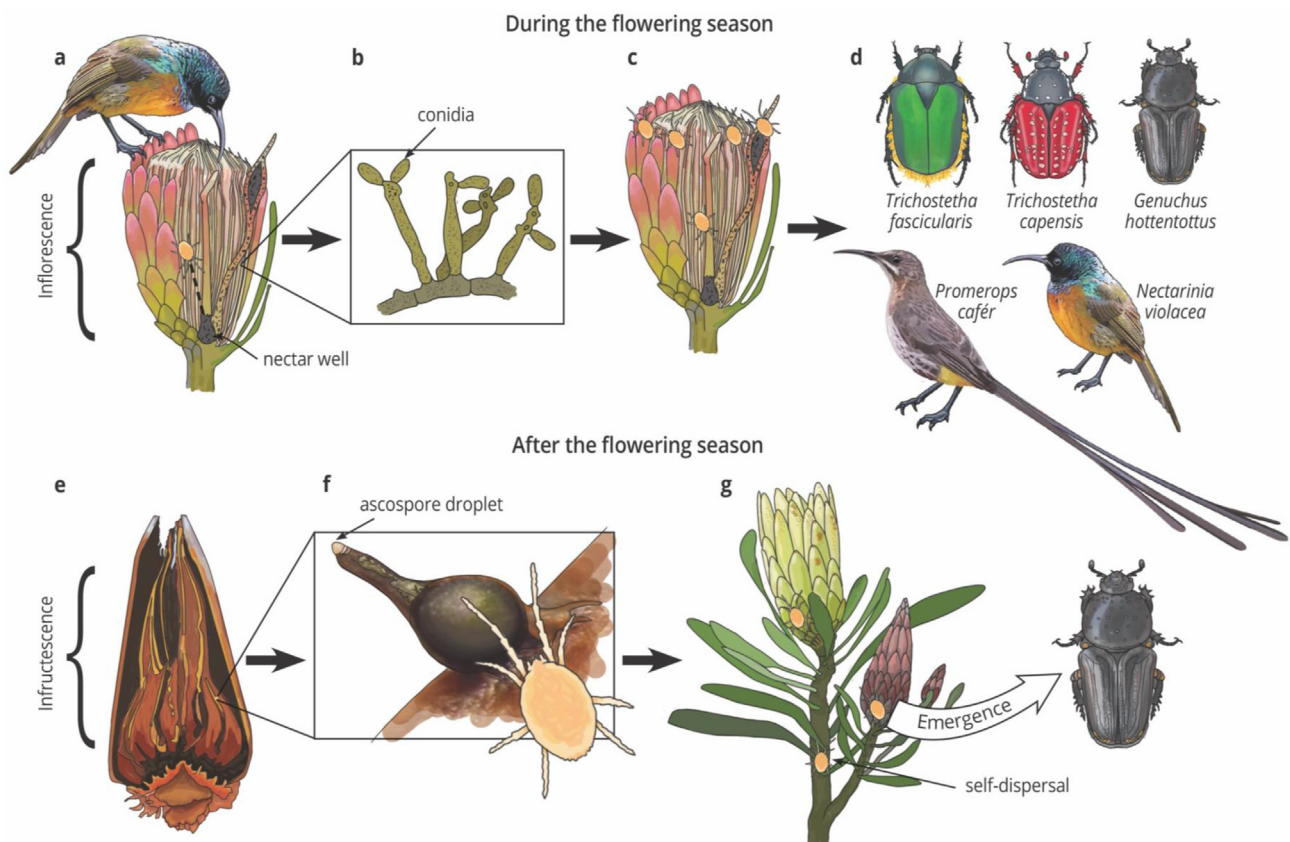 During the flowering season
a
b
c
d
conidia
Inflorescence
nectar well
Trichostetha
fascicularis
Trichostetha
capensis
Genuchus
hottentottus
Promerops
cafér
Nectarinia
violacea
After the flowering season
e
f
g
ascospore droplet
Infructescence
Emergence
self-dispersal